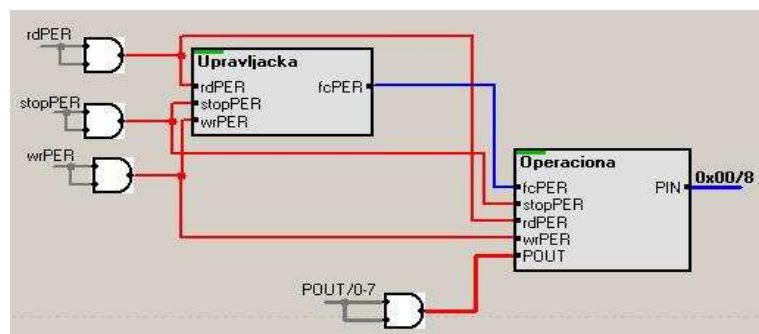 rdPER
Upravljacka
rdPER fcPER
stopPER
stopPER
wrPER
wrPER
Operaciona
0x00/8
fcPER PIN
stopPER
rdPER
wrPER
POUT
POUT/0-7